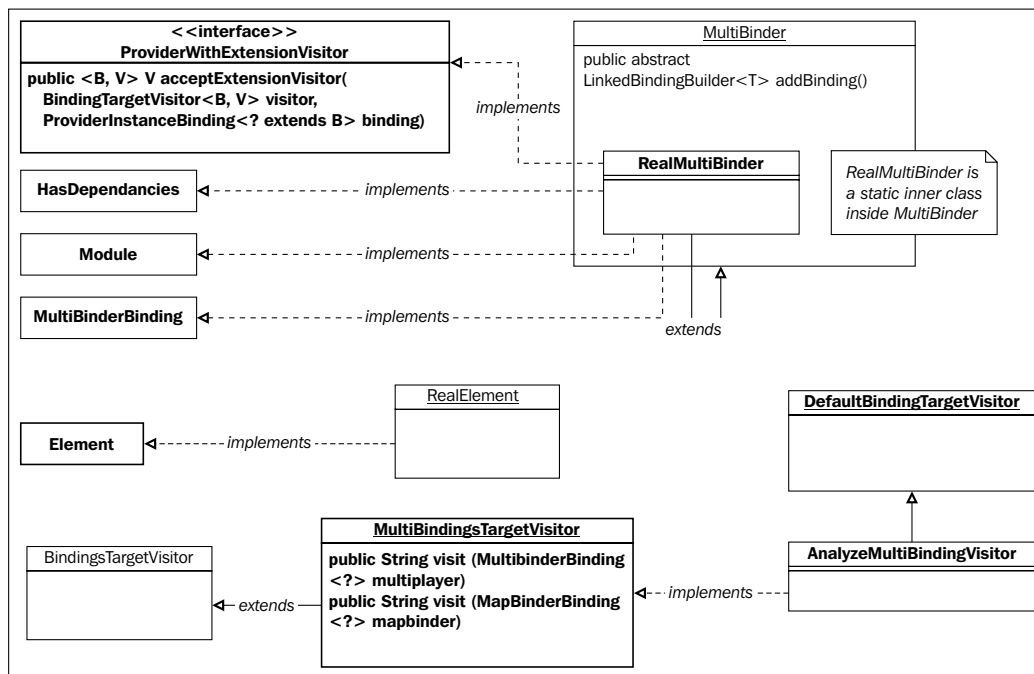 <<interface>>
ProviderWithExtensionVisitor
public <B, V> V acceptExtensionVisitor(
BindingTargetVisitor<B, V> visitor,
ProviderInstanceBinding<? extends B> binding)
MultiBinder
public abstract
LinkedBindingBuilder<T> addBinding()
implements
RealMultiBinder
RealMultiBinder is
a static inner class
inside MultiBinder
HasDependancies
implements
Module
implements
MultiBinderBinding
implements
extends
RealElement
DefaultBindingTargetVisitor
Element
implements
MultiBindingsTargetVisitor
public String visit (MultibinderBinding
<?> multiplayer)
public String visit (MapBinderBinding
<?> mapbinder)
BindingsTargetVisitor
extends
AnalyzeMultiBindingVisitor
implements